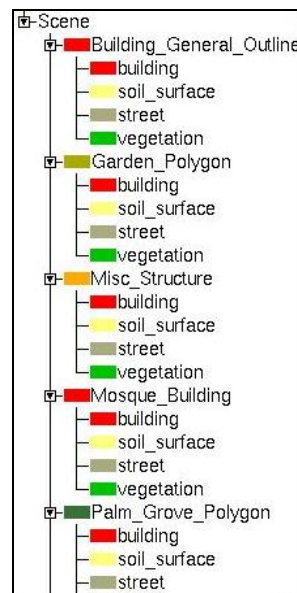 Scene
Building_General_Outline
building
soil_surface
street
vegetation
Garden_Polygon
building
soil_surface
street
vegetation
Misc_Structure
building
soil_surface
street
vegetation
Mosque_Building
building
soil_surface
street
vegetation
Palm_Grove_Polygon
building
soil_surface
street